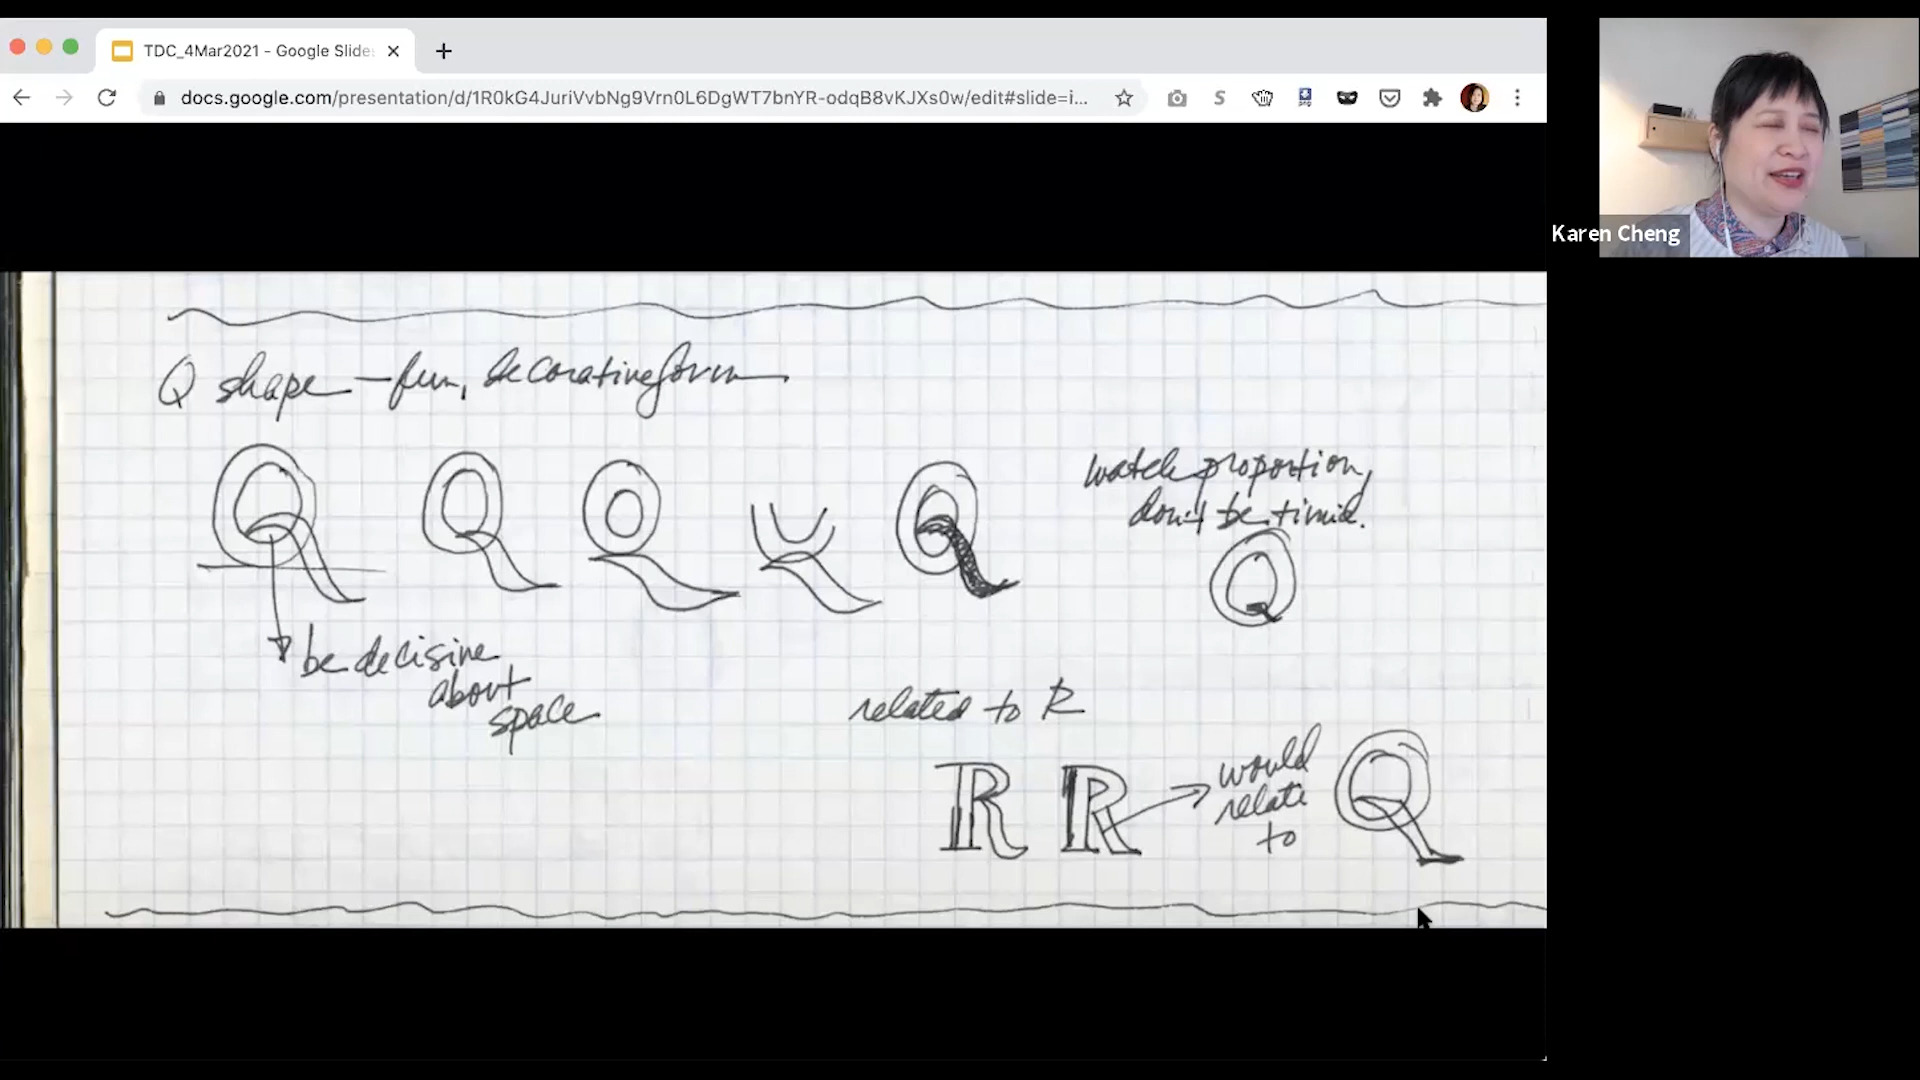 TDC_4Mar2021 - Google Slide
docs.google.com/presentation/d/1R0kG4JuriVvbNg9Vrn0L6DgWT7bnYR-odqB8vKJXs0w/edit#slide=i...
S
Karen Cheng
Q shape – fun, decorative form
Q Q Q Q
watch proportion,
don't be timid.
Q
be decisive
about
space
related to R
R R
would
relate
to
Q